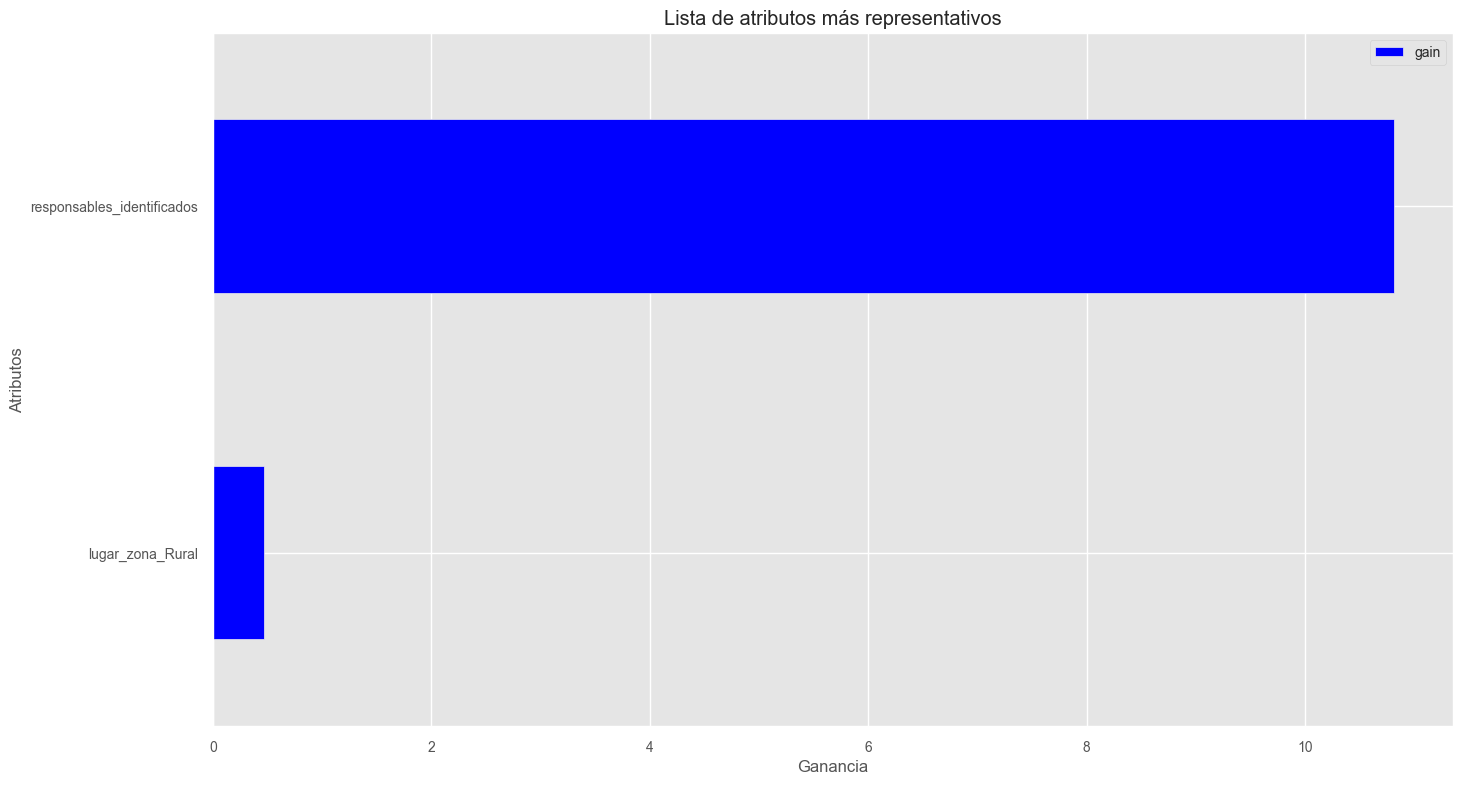 Lista de atributos más representativos
gain
responsables_identificados
Atributos
lugar_zona_Rural
0 2 4 6 8 10
Ganancia